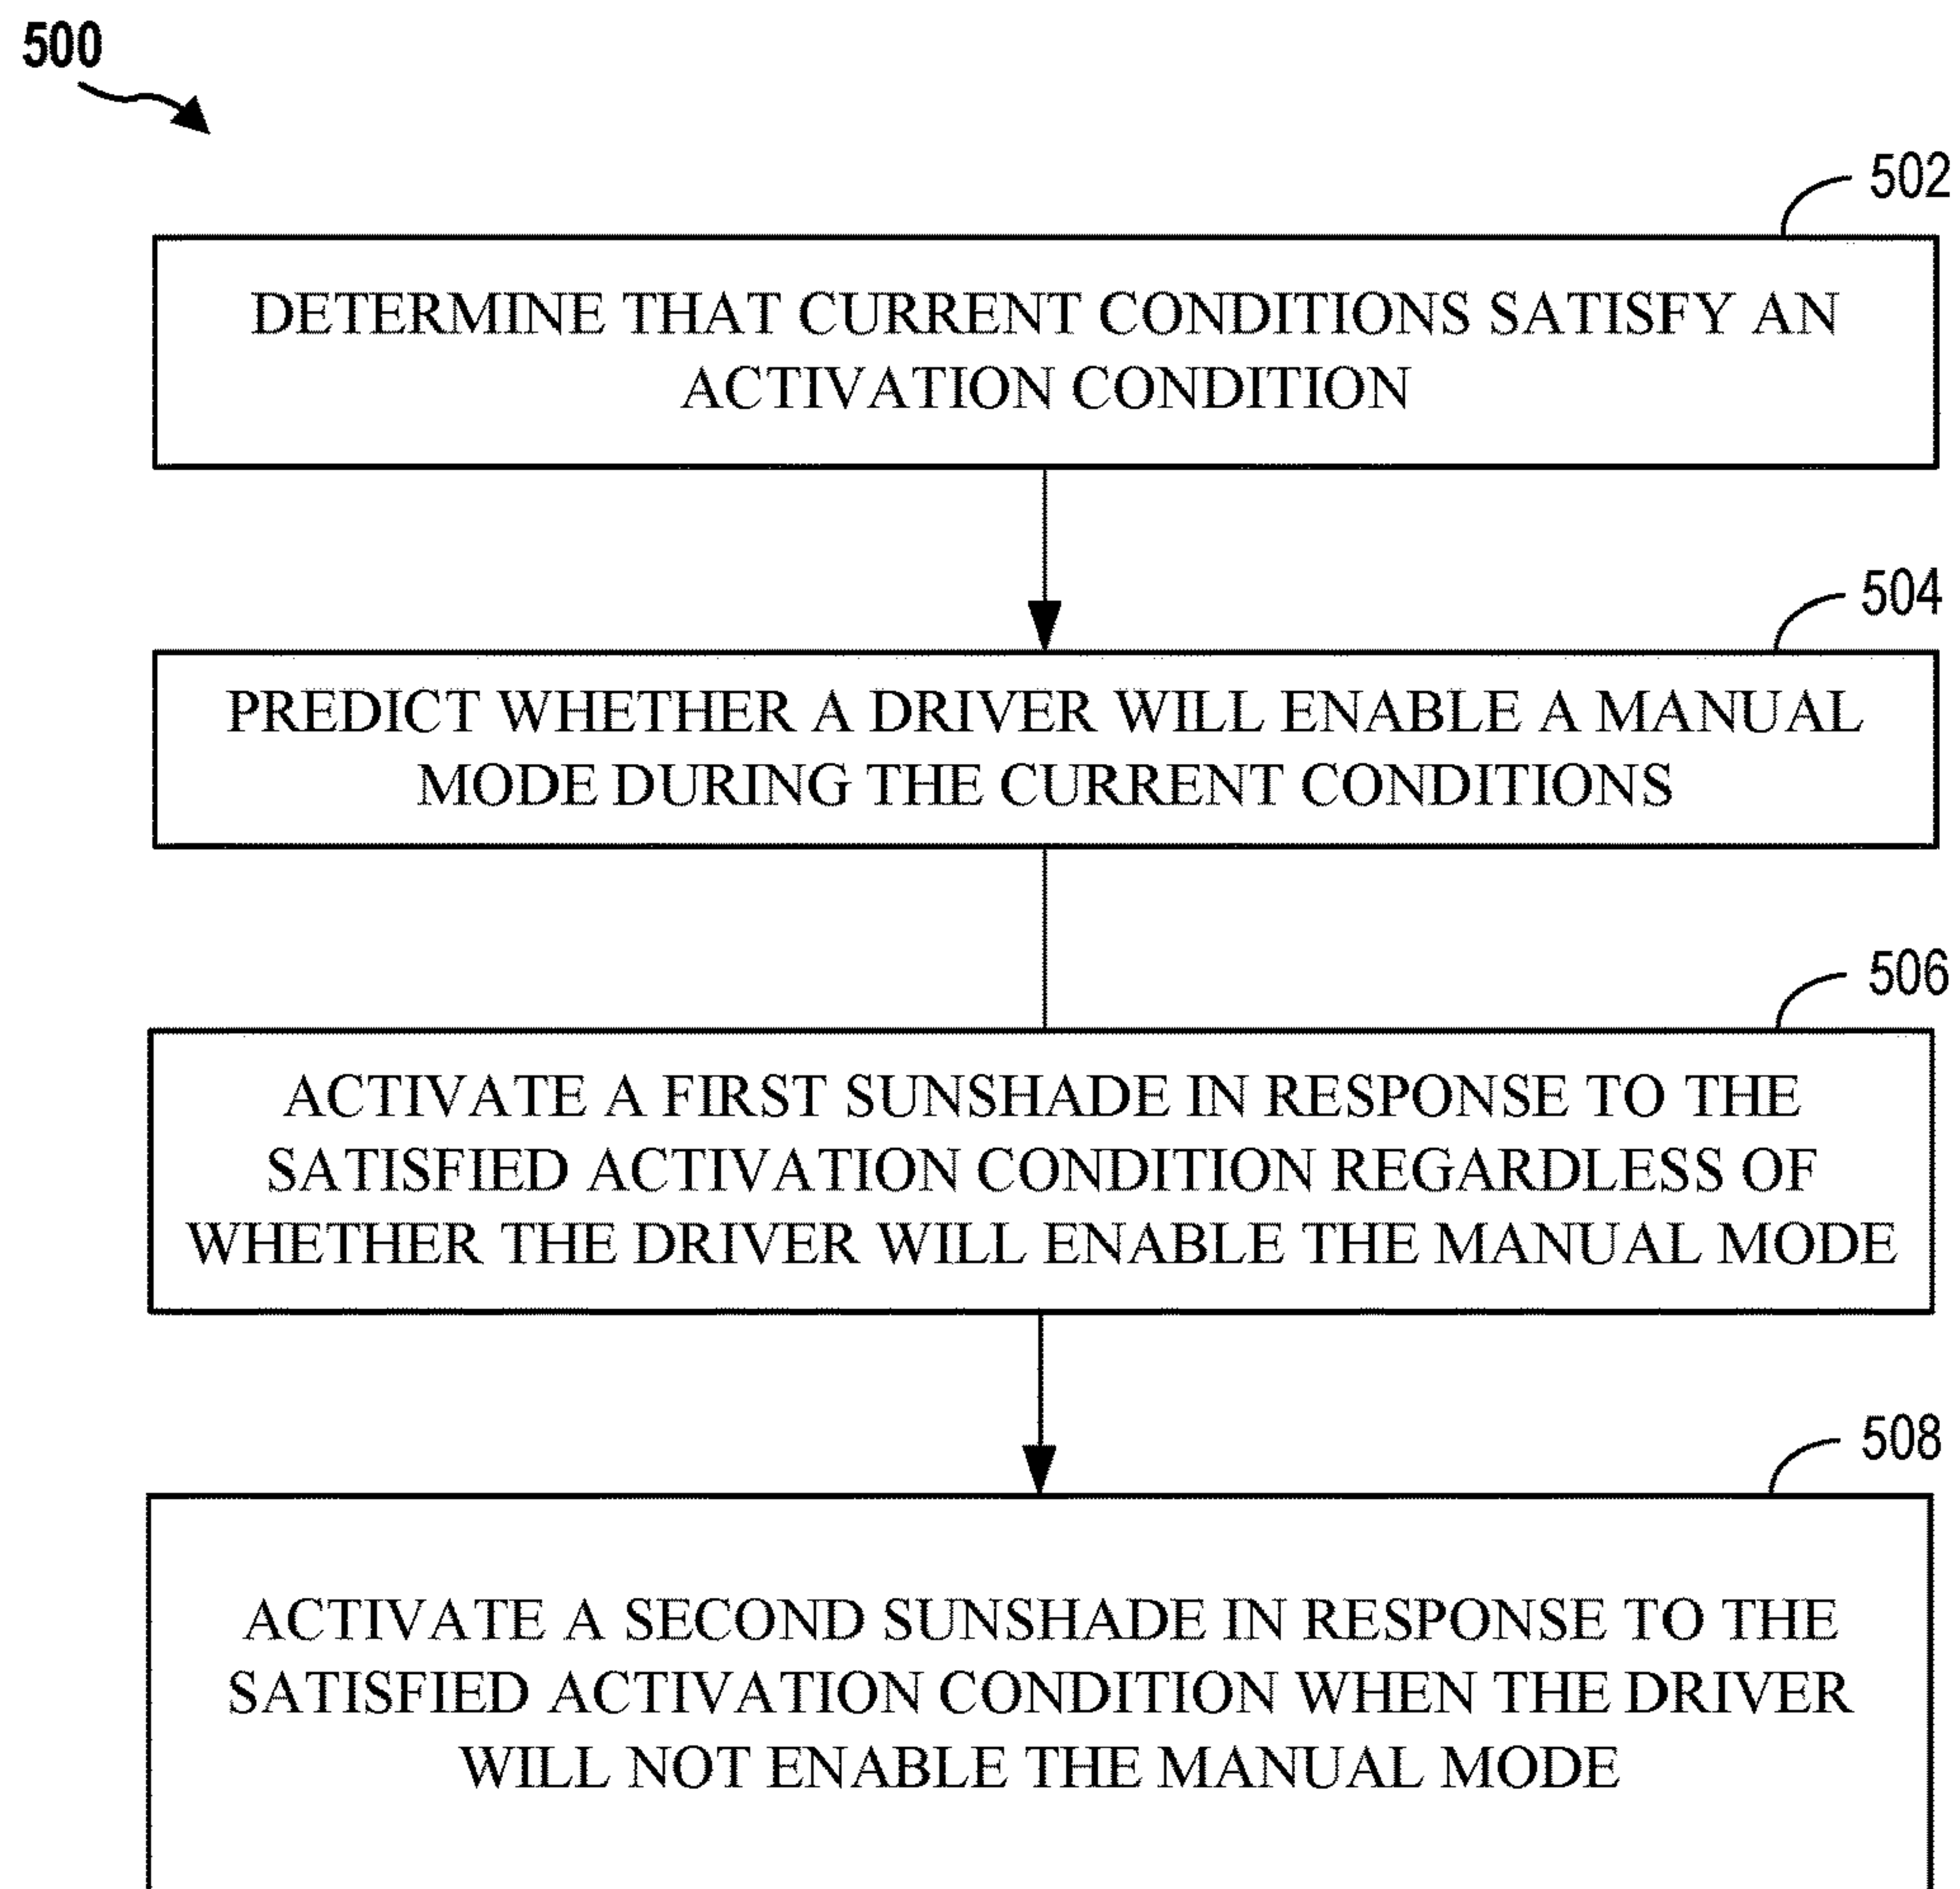 500
502
DETERMINE THAT CURRENT CONDITIONS SATISFY AN
ACTIVATION CONDITION
504
PREDICT WHETHER A DRIVER WILL ENABLE A MANUAL
MODE DURING THE CURRENT CONDITIONS
506
ACTIVATE A FIRST SUNSHADE IN RESPONSE TO THE
SATISFIED ACTIVATION CONDITION REGARDLESS OF
WHETHER THE DRIVER WILL ENABLE THE MANUAL MODE
508
ACTIVATE A SECOND SUNSHADE IN RESPONSE TO THE
SATISFIED ACTIVATION CONDITION WHEN THE DRIVER
WILL NOT ENABLE THE MANUAL MODE